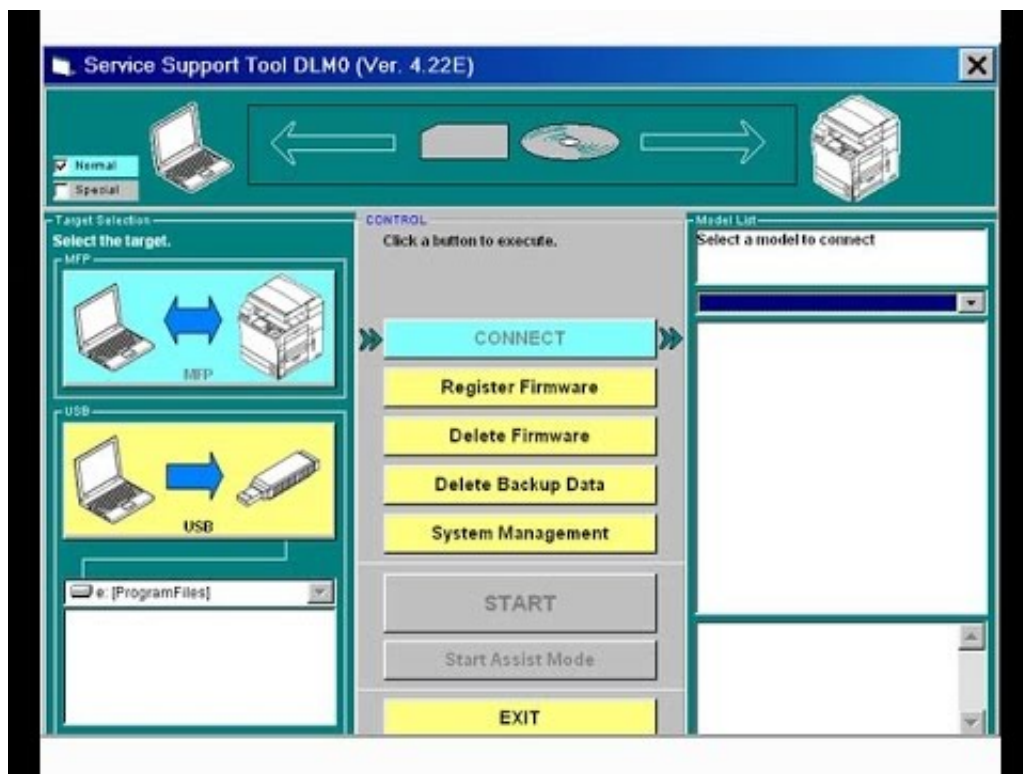 Service Support Tool DLM0 (Ver. 4.22E)
Normal
Special
Target Selection
Select the target.
MFP
MFP
USB
USB
e: [ProgramFiles]
CONTROL
Click a button to execute.
CONNECT
Register Firmware
Delete Firmware
Delete Backup Data
System Management
START
Start Assist Mode
EXIT
Model List
Select a model to connect